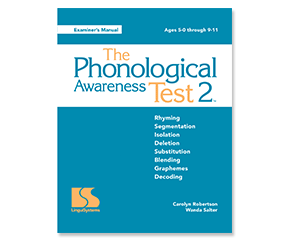 Examiner's Manual
Ages 5-0 through 9-11
The
Phonological
Awareness
Test 2
Rhyming
Segmentation
Isolation
Deletion
Substitution
Blending
Graphemes
Decoding
LinguiSystems
Carolyn Robertson
Wanda Salter